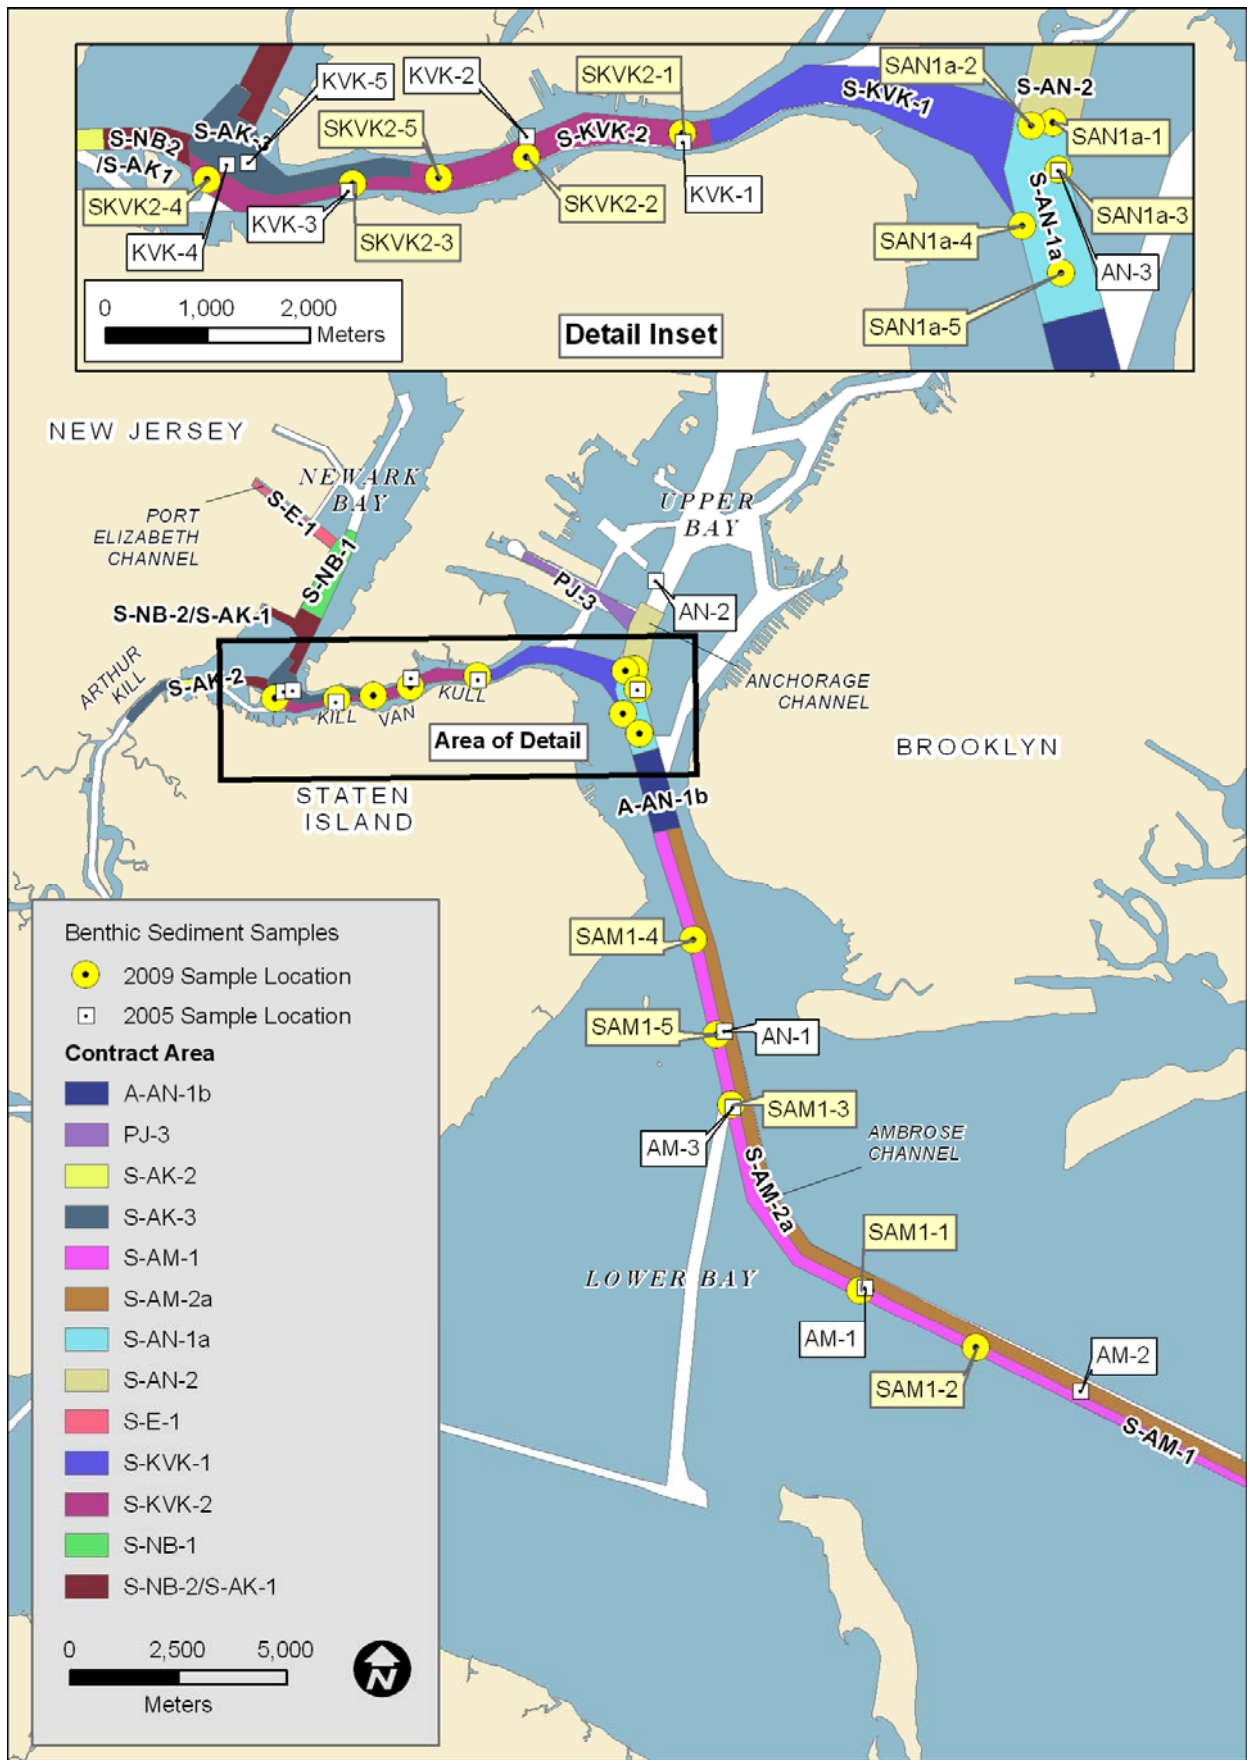 KVK-5
KVK-2
SKVK2-1
SAN1a-2
S-AN-2
S-KVK-1
SAN1a-1
S-NB2
/S-AK1
S-AK-3
SKVK2-5
S-KVK-2
SKVK2-4
KVK-4
KVK-3
SKVK2-3
SKVK2-2
KVK-1
SAN1a-4
S-AN-1a
SAN1a-3
AN-3
SAN1a-5
0 1,000 2,000
Meters
Detail Inset
NEW JERSEY
NEWARK
BAY
UPPER
BAY
PORT
ELIZABETH
CHANNEL
S-E-1
S-NB-1
PJ-3
AN-2
S-NB-2/S-AK-1
ARTHUR
KILL
S-AK-2
KILL
VAN
KULL
ANCHORAGE
CHANNEL
Area of Detail
BROOKLYN
STATEN
ISLAND
A-AN-1b
SAM1-4
SAM1-5
AN-1
SAM1-3
AM-3
AMBROSE
CHANNEL
S-AM-2a
SAM1-1
LOWER BAY
AM-1
AM-2
SAM1-2
S-AM-1
Benthic Sediment Samples
2009 Sample Location
2005 Sample Location
Contract Area
A-AN-1b
PJ-3
S-AK-2
S-AK-3
S-AM-1
S-AM-2a
S-AN-1a
S-AN-2
S-E-1
S-KVK-1
S-KVK-2
S-NB-1
S-NB-2/S-AK-1
0 2,500 5,000
Meters
N